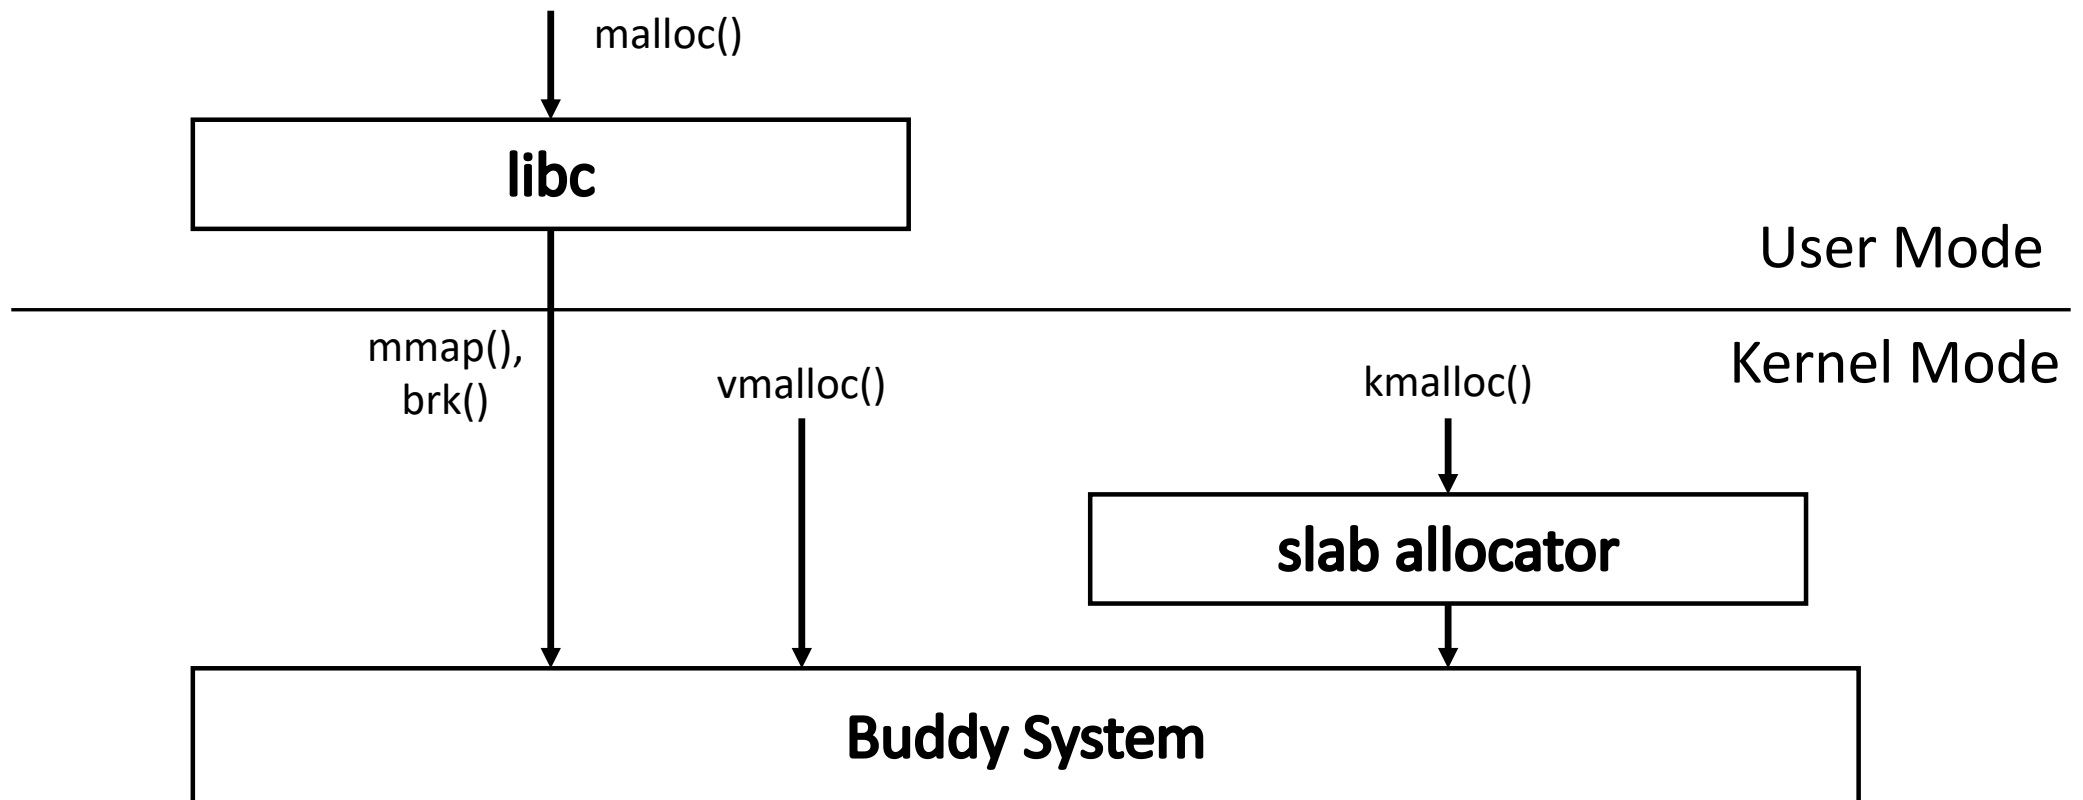 malloc()
libc
User Mode
mmap(),
brk()
vmalloc()
kmalloc()
Kernel Mode
slab allocator
Buddy System